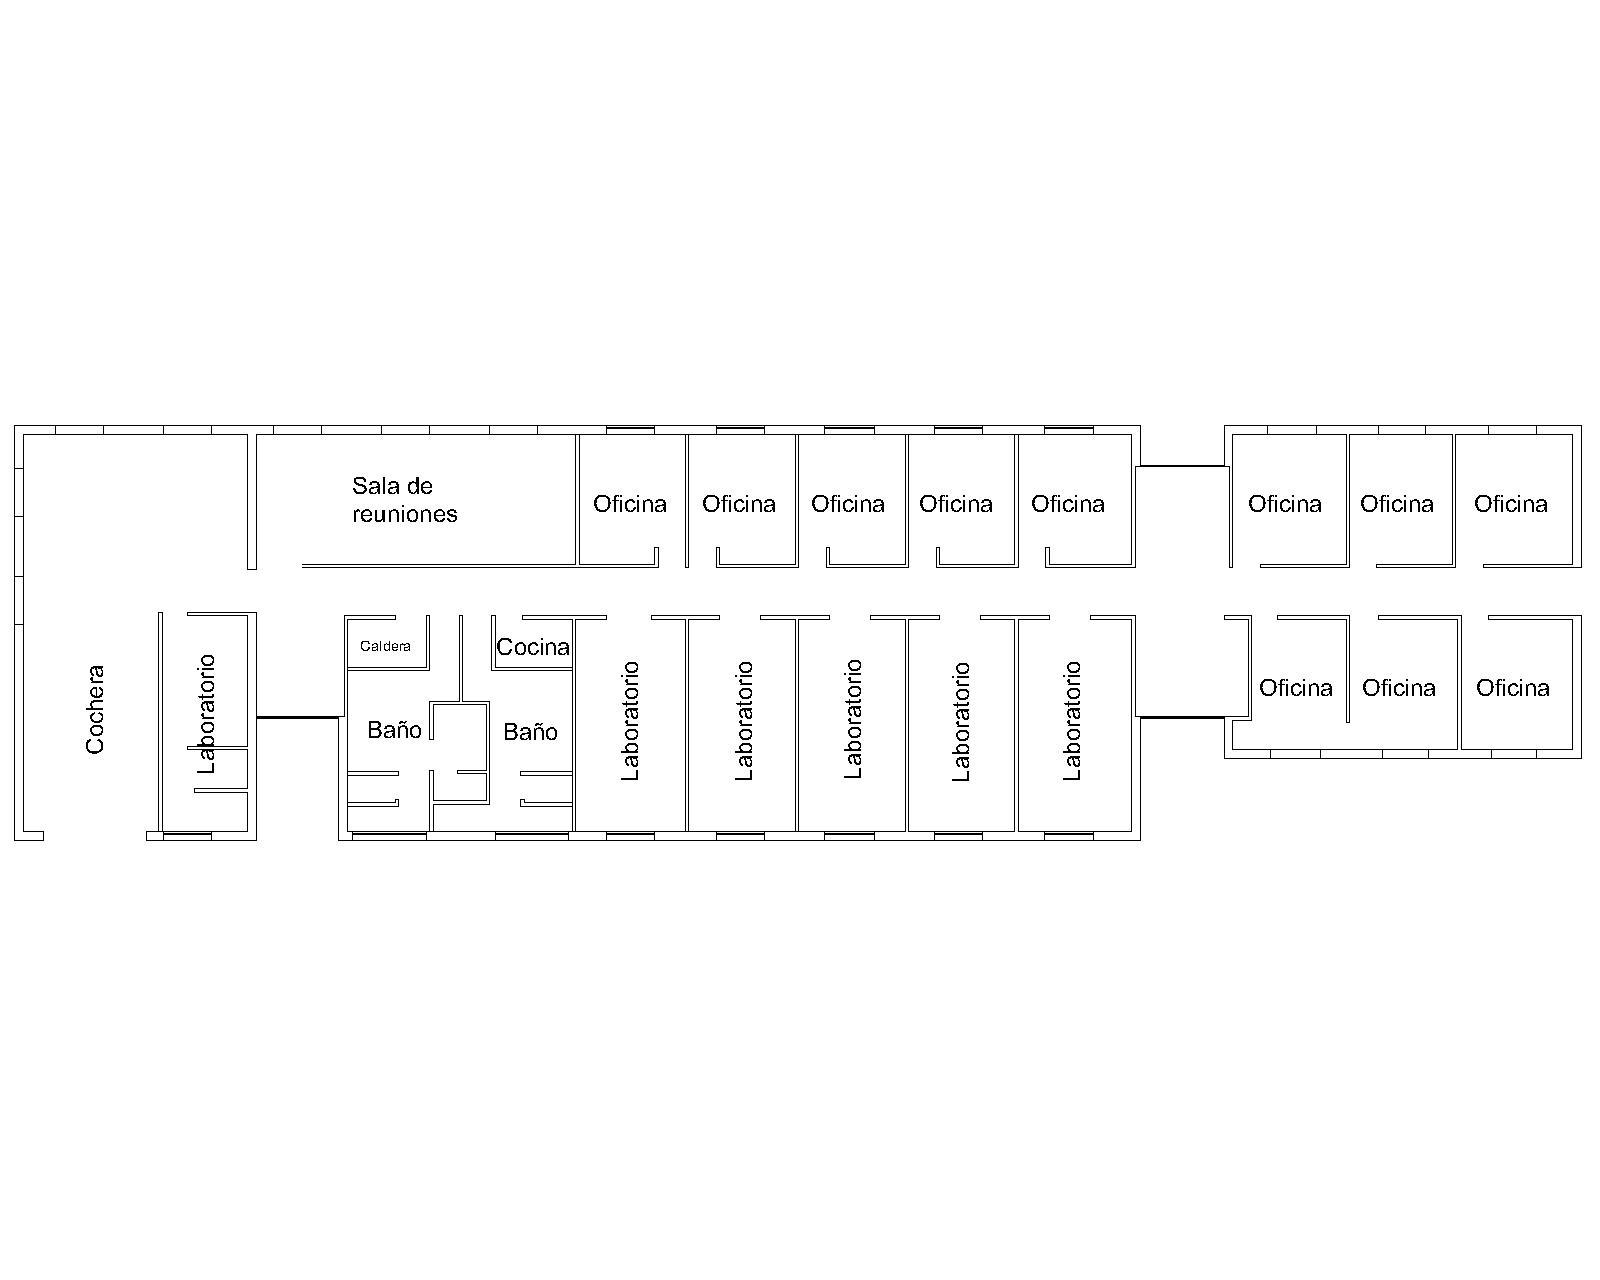 Sala de
reuniones
Oficina
Oficina
Oficina
Oficina
Oficina
Oficina
Oficina
Oficina
Caldera
Cocina
Cochera
Laboratorio
Baño
Baño
Laboratorio
Laboratorio
Laboratorio
Laboratorio
Laboratorio
Oficina
Oficina
Oficina